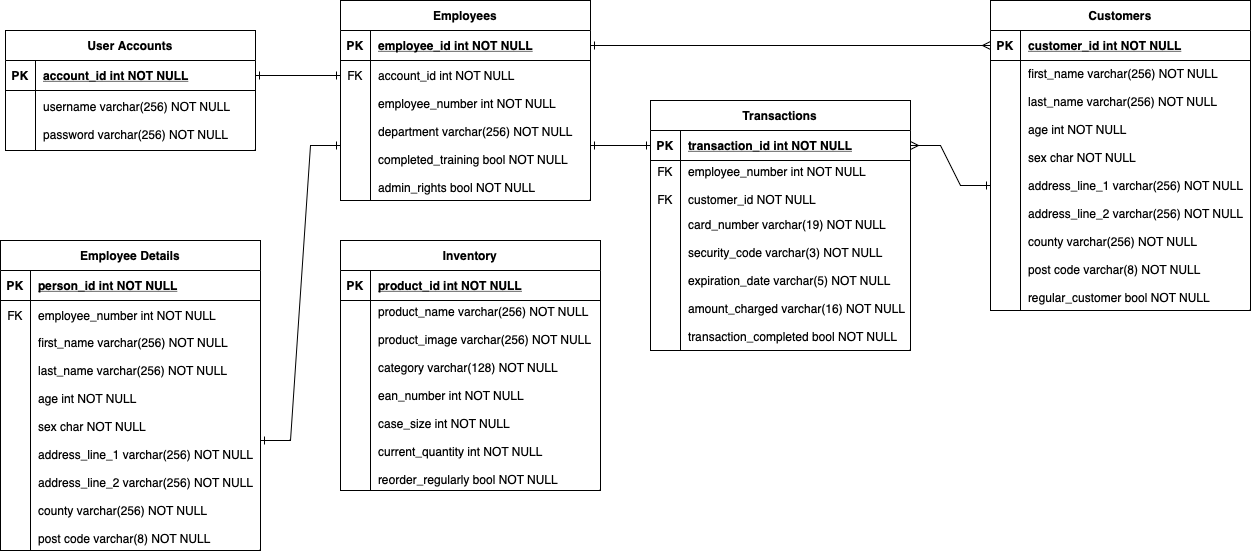 User Accounts
PK account_id int NOT NULL
username varchar(256) NOT NULL
password varchar(256) NOT NULL
Employees
PK employee_id int NOT NULL
FK account_id int NOT NULL
employee_number int NOT NULL
department varchar(256) NOT NULL
completed_training bool NOT NULL
admin_rights bool NOT NULL
Customers
PK customer_id int NOT NULL
first_name varchar(256) NOT NULL
last_name varchar(256) NOT NULL
age int NOT NULL
sex char NOT NULL
address_line_1 varchar(256) NOT NULL
address_line_2 varchar(256) NOT NULL
county varchar(256) NOT NULL
post code varchar(8) NOT NULL
regular_customer bool NOT NULL
Transactions
PK transaction_id int NOT NULL
FK employee_number int NOT NULL
FK customer_id NOT NULL
card_number varchar(19) NOT NULL
security_code varchar(3) NOT NULL
expiration_date varchar(5) NOT NULL
amount_charged varchar(16) NOT NULL
transaction_completed bool NOT NULL
Employee Details
PK person_id int NOT NULL
FK employee_number int NOT NULL
first_name varchar(256) NOT NULL
last_name varchar(256) NOT NULL
age int NOT NULL
sex char NOT NULL
address_line_1 varchar(256) NOT NULL
address_line_2 varchar(256) NOT NULL
county varchar(256) NOT NULL
post code varchar(8) NOT NULL
Inventory
PK product_id int NOT NULL
product_name varchar(256) NOT NULL
product_image varchar(256) NOT NULL
category varchar(128) NOT NULL
ean_number int NOT NULL
case_size int NOT NULL
current_quantity int NOT NULL
reorder_regularly bool NOT NULL